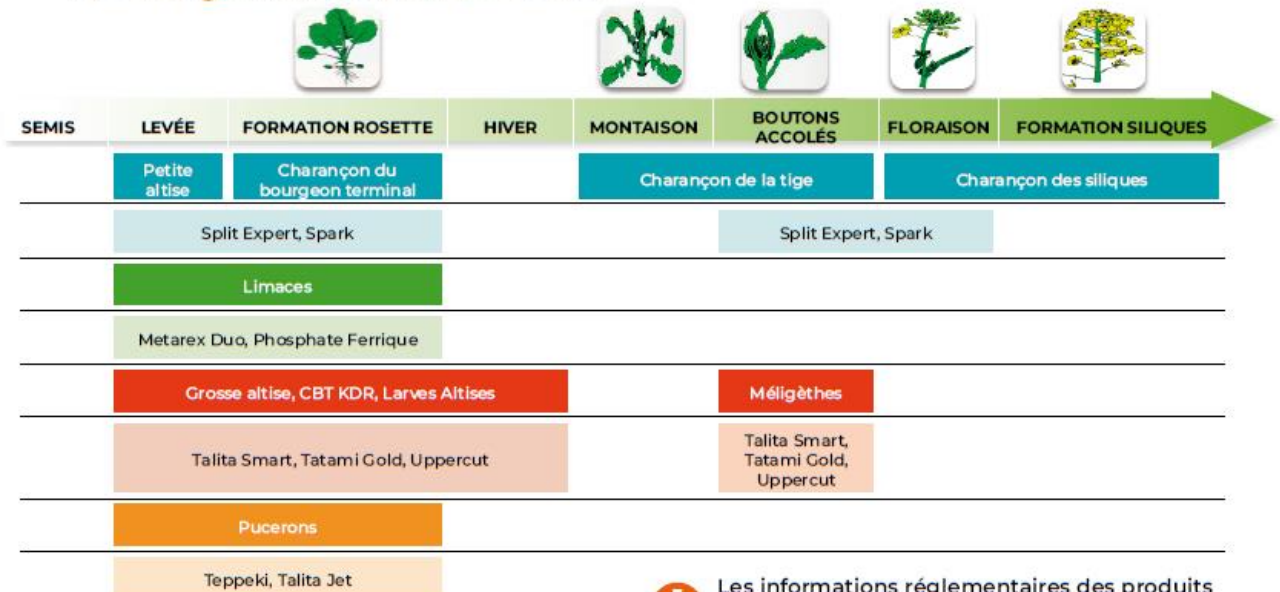 SEMIS LEVÉE FORMATION ROSETTE HIVER MONTAISON BOUTONS ACCOLÉS FLORAISON FORMATION SILIQUES
Petite
altise
Charançon du
bourgeon terminal
Charançon de la tige
Charançon des siliques
Split Expert, Spark
Split Expert, Spark
Limaces
Metarex Duo, Phosphate Ferrique
Grosse altise, CBT KDR, Larves Altises
Méligèthes
Talita Smart, Tatami Gold, Uppercut
Talita Smart,
Tatami Gold,
Uppercut
Pucerons
Teppeki, Talita Jet
Les informations réglementaires des produits